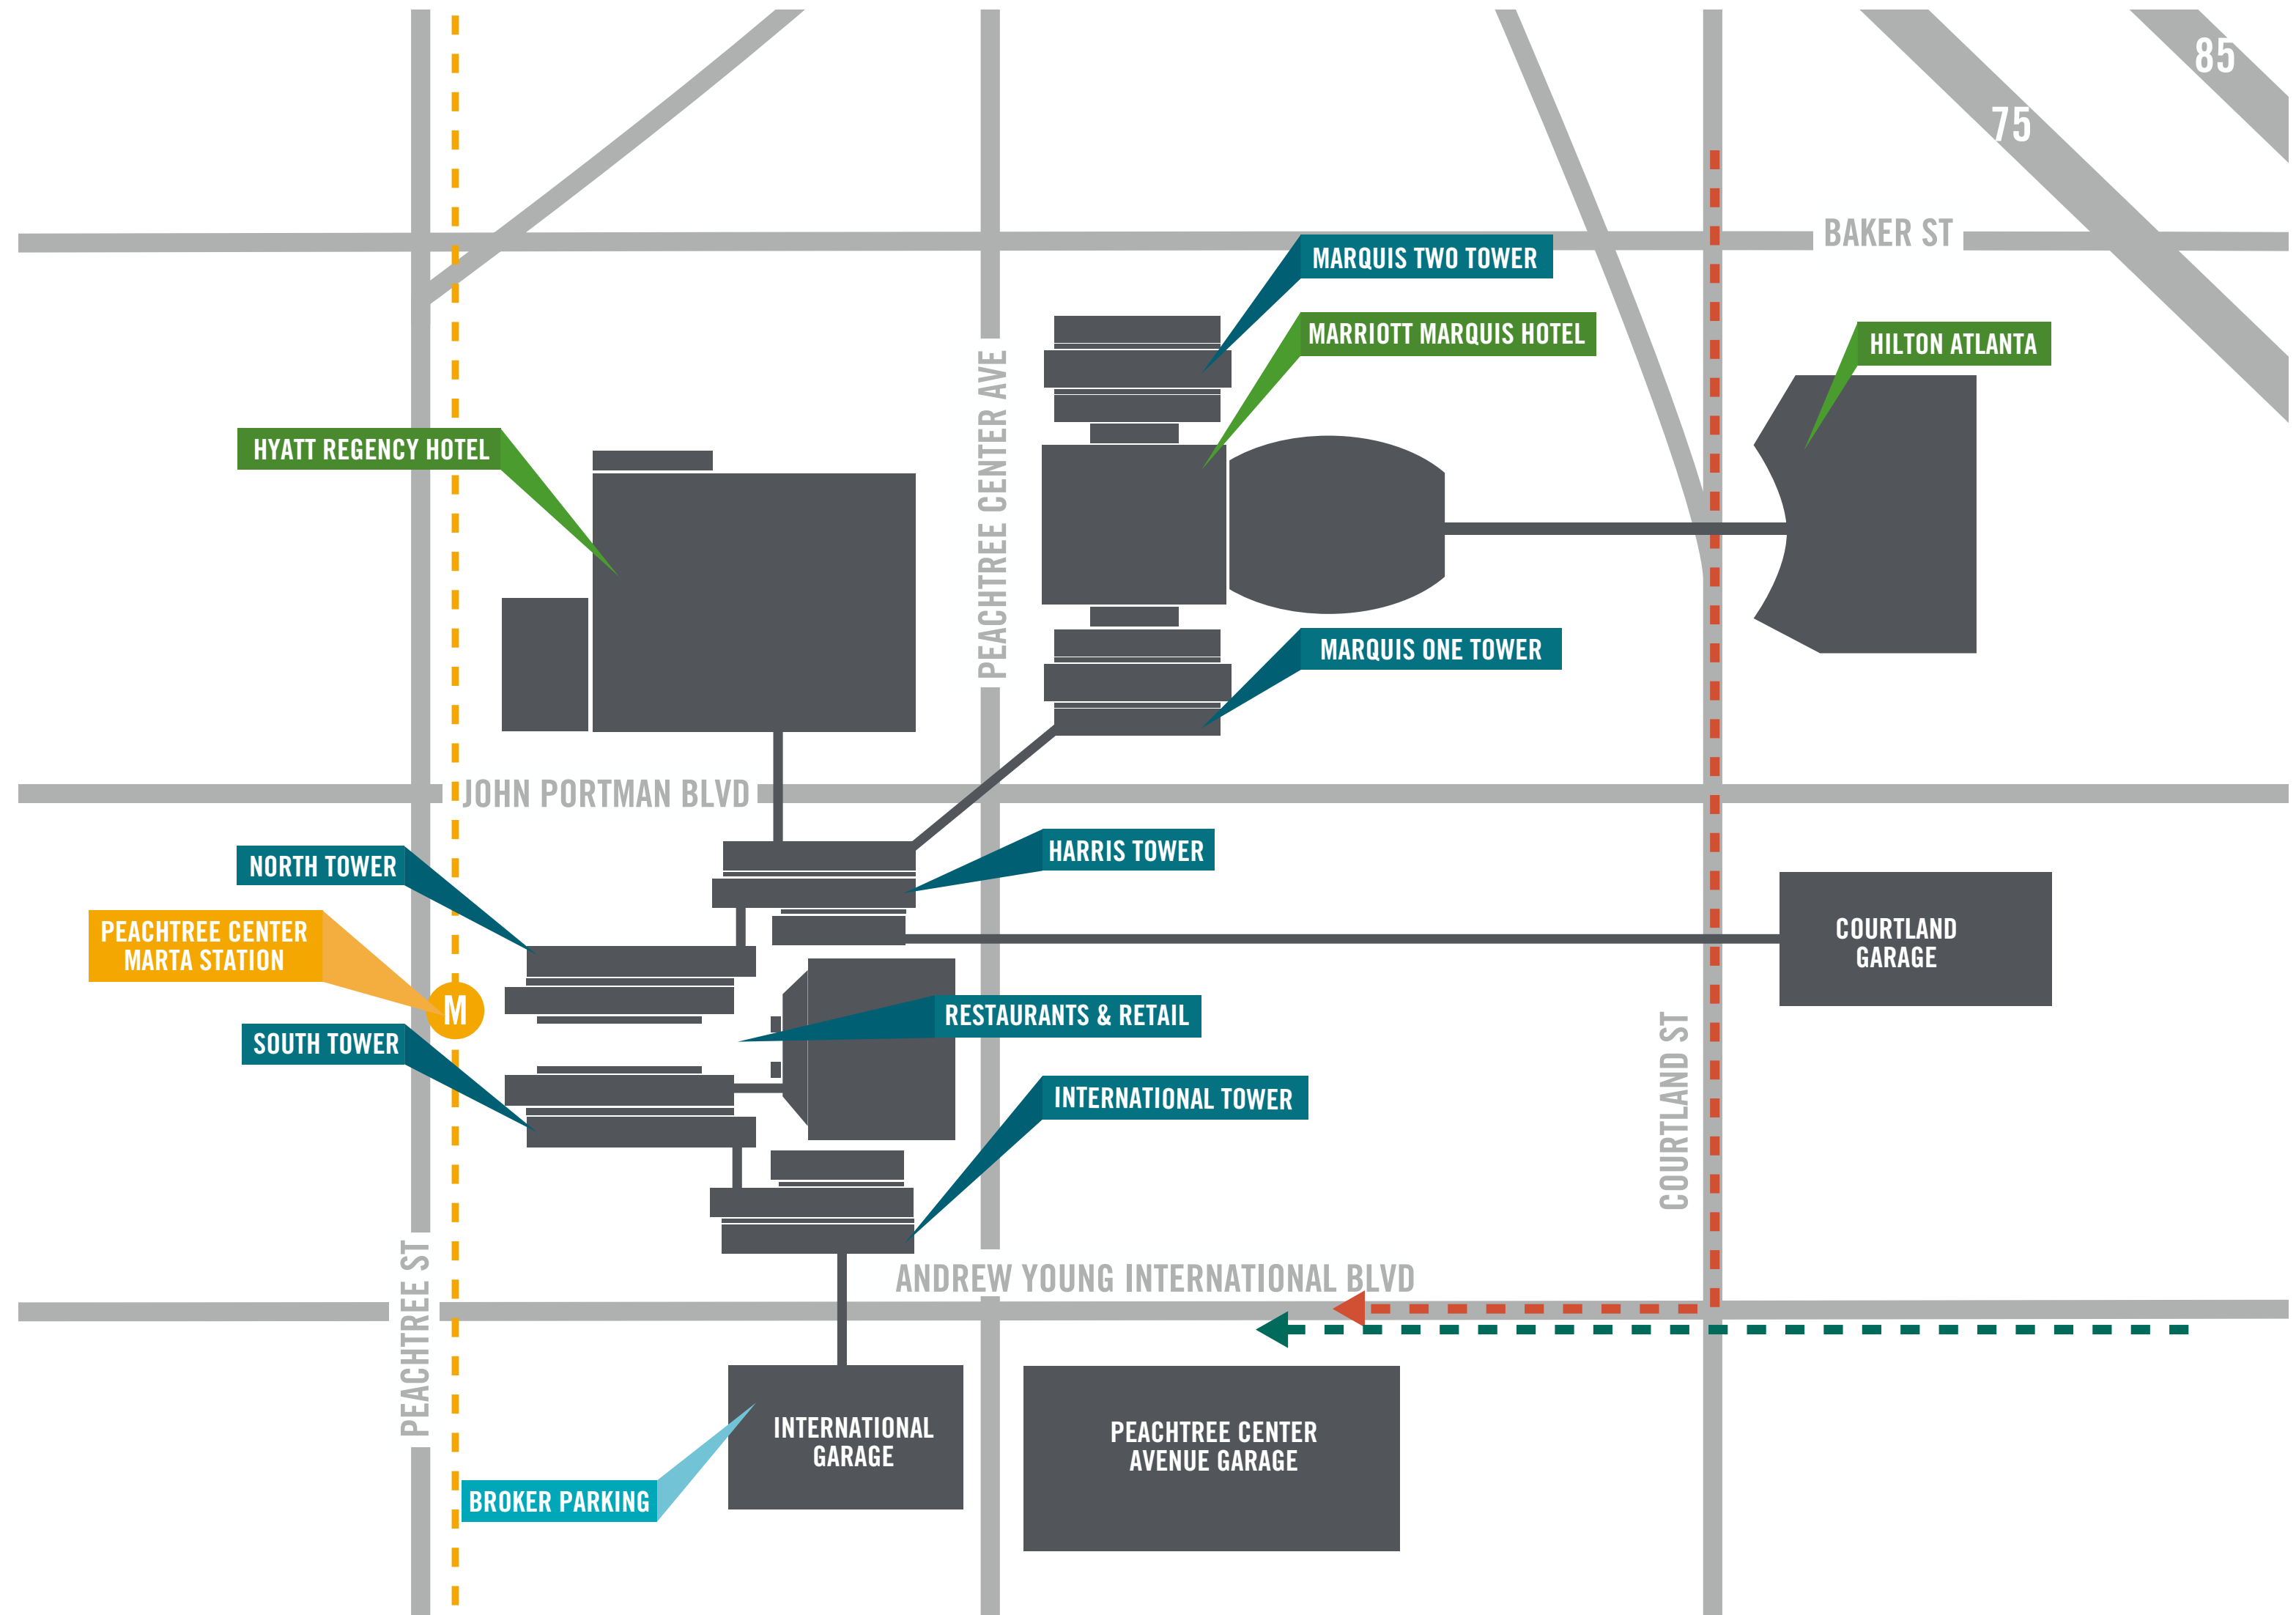 85
75
BAKER ST
MARQUIS TWO TOWER
MARRIOTT MARQUIS HOTEL
HILTON ATLANTA
HYATT REGENCY HOTEL
PEACHTREE CENTER AVE
MARQUIS ONE TOWER
JOHN PORTMAN BLVD
HARRIS TOWER
NORTH TOWER
PEACHTREE CENTER
MARTA STATION
M
COURTLAND
GARAGE
RESTAURANTS & RETAIL
SOUTH TOWER
INTERNATIONAL TOWER
COURTLAND ST
PEACHTREE ST
ANDREW YOUNG INTERNATIONAL BLVD
INTERNATIONAL
GARAGE
PEACHTREE CENTER
AVENUE GARAGE
BROKER PARKING